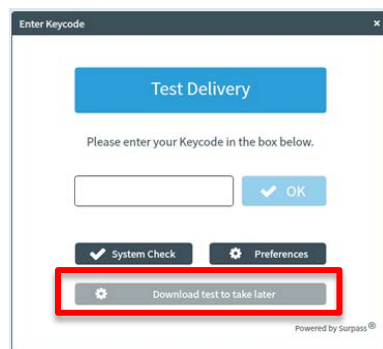 Enter Keycode ×
Test Delivery
Please enter your Keycode in the box below.
OK
System Check Preferences
Download test to take later
Powered by Surpass ®